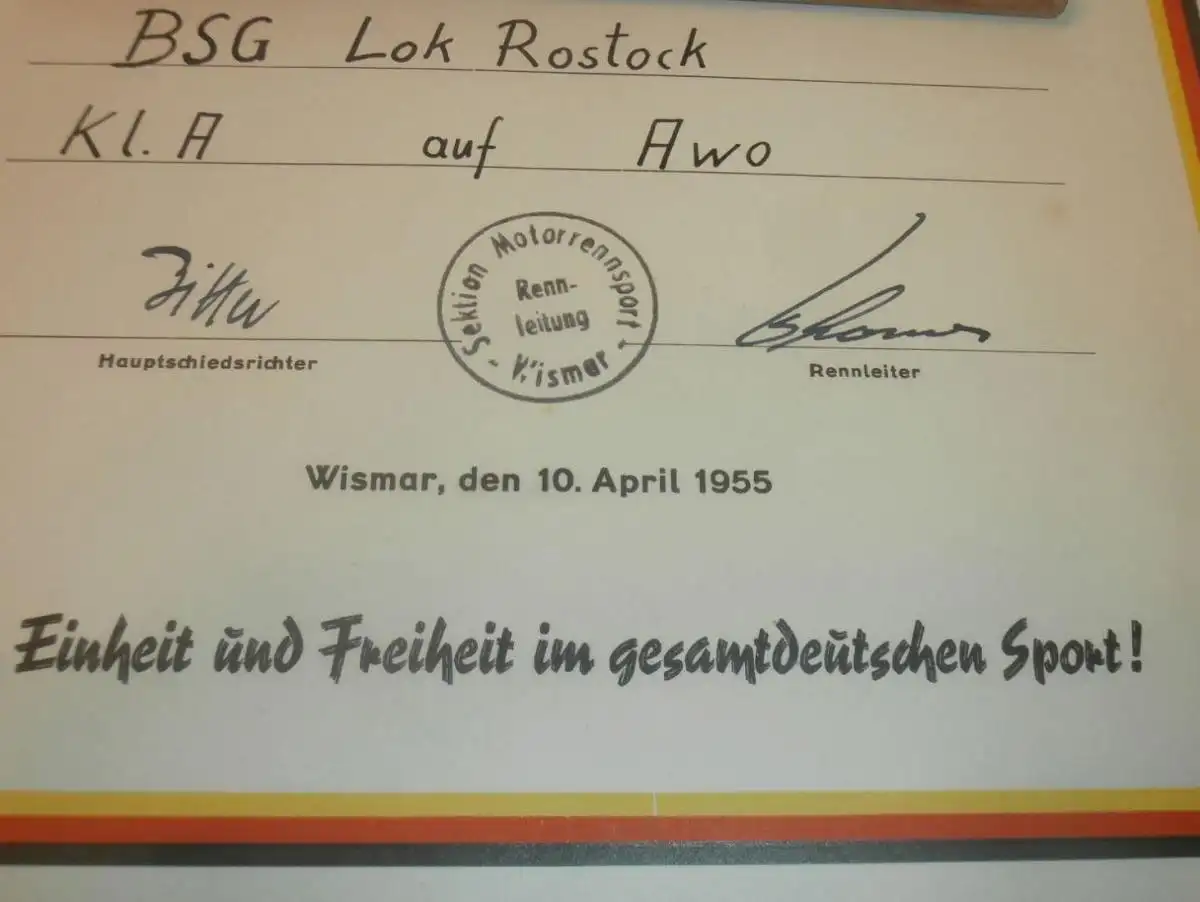 BSG Lok Rostock
Kl. A auf Awo
Sektion Motorrennsport - Wismar -
Renn-
leitung
Hauptschiedsrichter
Rennleiter
Wismar, den 10. April 1955
Einheit und Freiheit im gesamtdeutschen Sport!